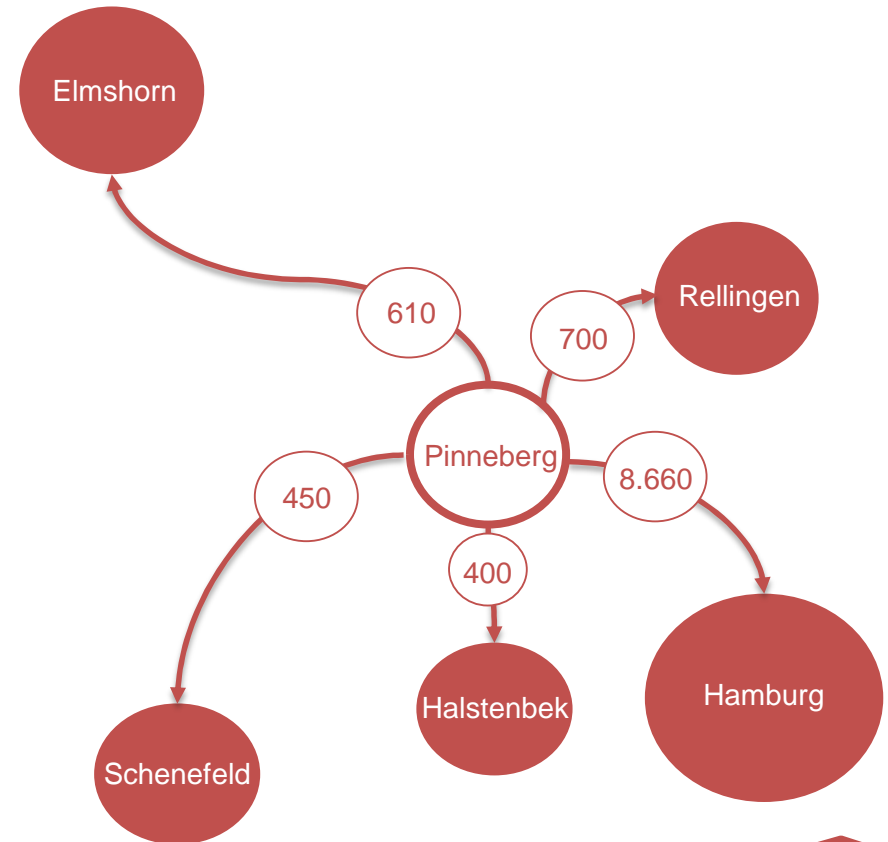 Elmshorn
Rellingen
610
700
Pinneberg
8.660
450
400
Hamburg
Halstenbek
Schenefeld